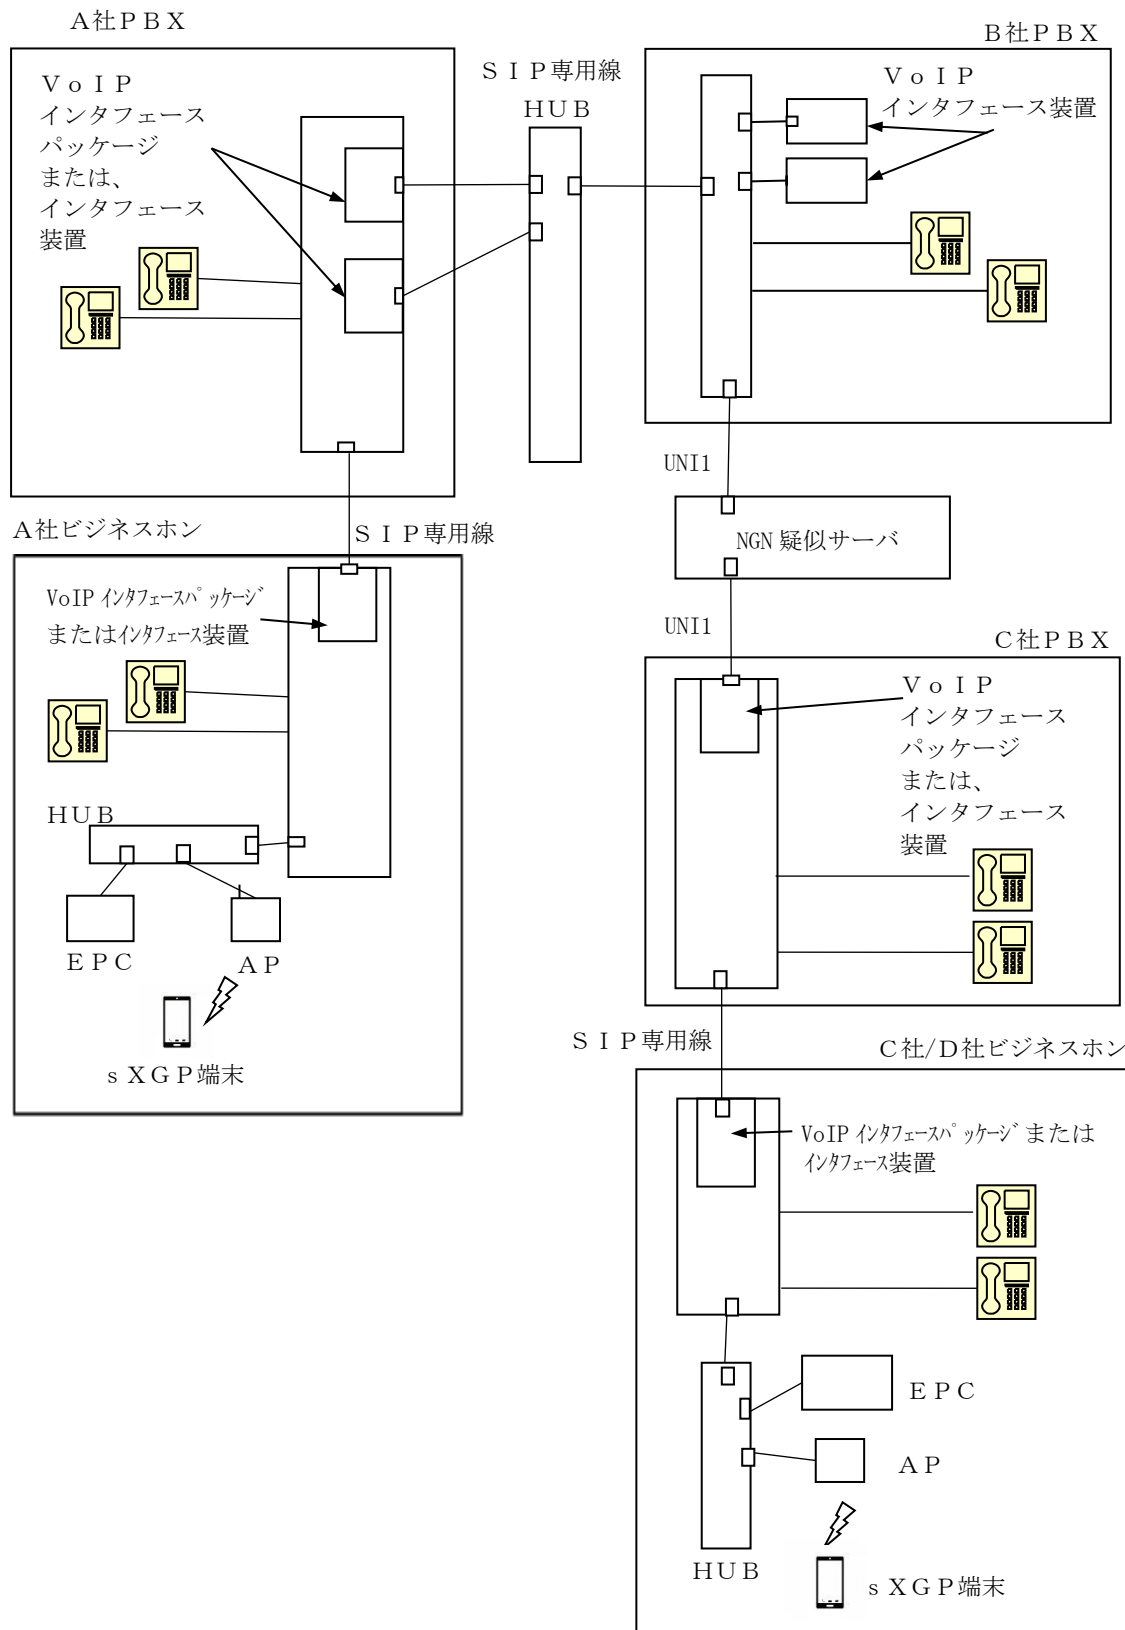 A社ＰＢＸ
ＶｏＩＰ
インタフェース
パッケージ
または、
インタフェース
装置
ＳＩＰ専用線
ＨＵＢ
B社ＰＢＸ
ＶｏＩＰ
インタフェース装置
UNI1
NGN 疑似サーバ
UNI1
A社ビジネスホン
ＳＩＰ専用線
VoIP ｲﾝﾀﾌｪｰｽﾊﾟｯｹｰｼﾞ
またはｲﾝﾀﾌｪｰｽ装置
ＨＵＢ
ＥＰＣ
ＡＰ
ｓＸＧＰ端末
C社ＰＢＸ
ＶｏＩＰ
インタフェース
パッケージ
または、
インタフェース
装置
ＳＩＰ専用線
C社/D社ビジネスホン
VoIP ｲﾝﾀﾌｪｰｽﾊﾟｯｹｰｼﾞまたは
ｲﾝﾀﾌｪｰｽ装置
ＥＰＣ
ＡＰ
ＨＵＢ
ｓＸＧＰ端末